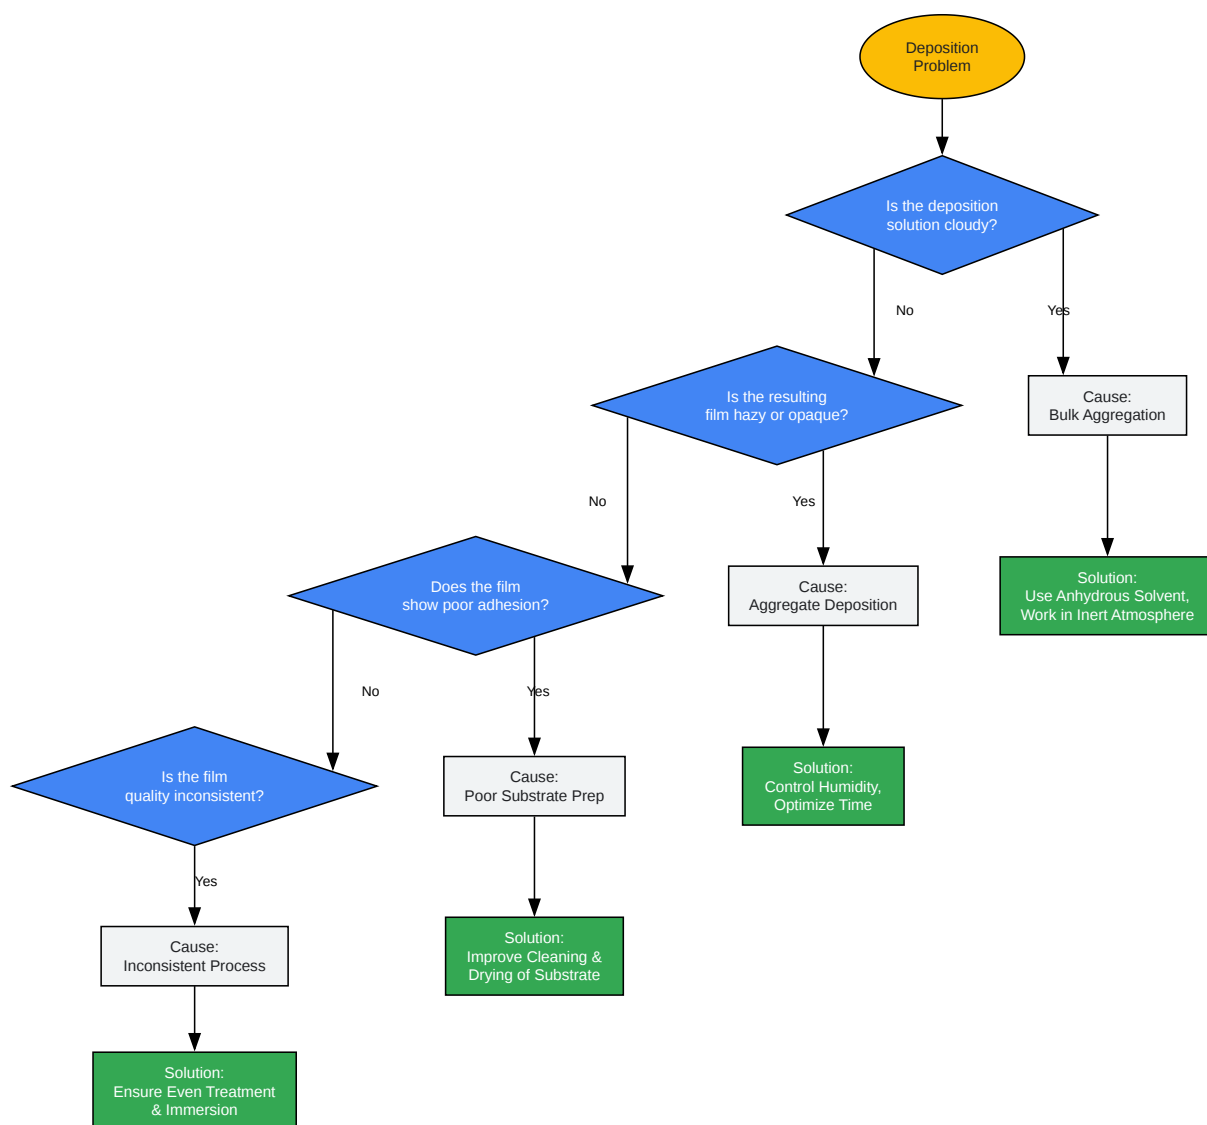 Deposition
Problem
Is the deposition
solution cloudy?
No
Yes
Is the resulting
film hazy or opaque?
Cause:
Bulk Aggregation
No
Yes
Does the film
show poor adhesion?
Cause:
Aggregate Deposition
Solution:
Use Anhydrous Solvent,
Work in Inert Atmosphere
No
Yes
Is the film
quality inconsistent?
Cause:
Poor Substrate Prep
Solution:
Control Humidity,
Optimize Time
Yes
Cause:
Inconsistent Process
Solution:
Improve Cleaning &
Drying of Substrate
Solution:
Ensure Even Treatment
& Immersion